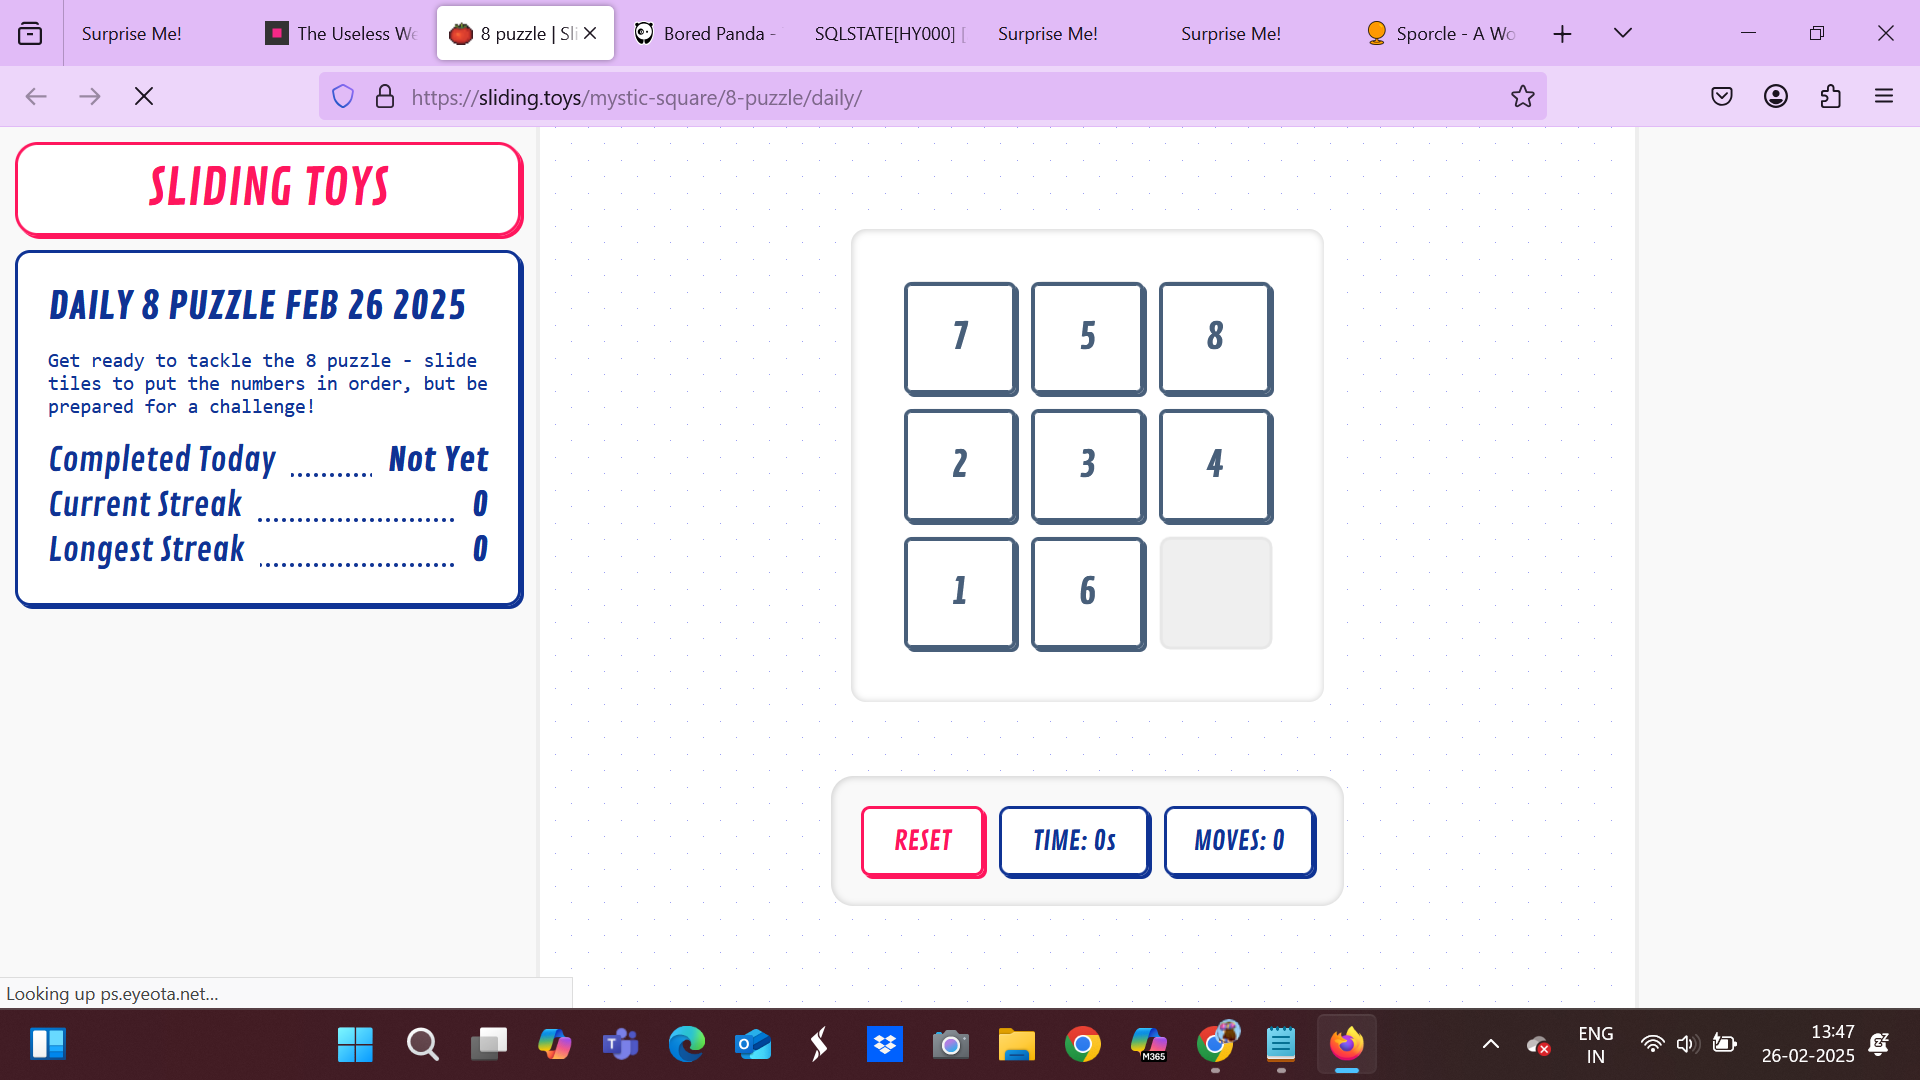 Surprise Me!
The Useless We
8 puzzle | Sli
Bored Panda -
SQLSTATE[HY000] [
Surprise Me!
Surprise Me!
Sporcle - A Wo
https://sliding.toys/mystic-square/8-puzzle/daily/
SLIDING TOYS
DAILY 8 PUZZLE FEB 26 2025
Get ready to tackle the 8 puzzle - slide
tiles to put the numbers in order, but be
prepared for a challenge!
Completed Today Not Yet
Current Streak 0
Longest Streak 0
7 5 8
2 3 4
1 6
RESET TIME: 0s MOVES: 0
Looking up ps.eyeota.net...
M365
ENG
IN
13:47
26-02-2025